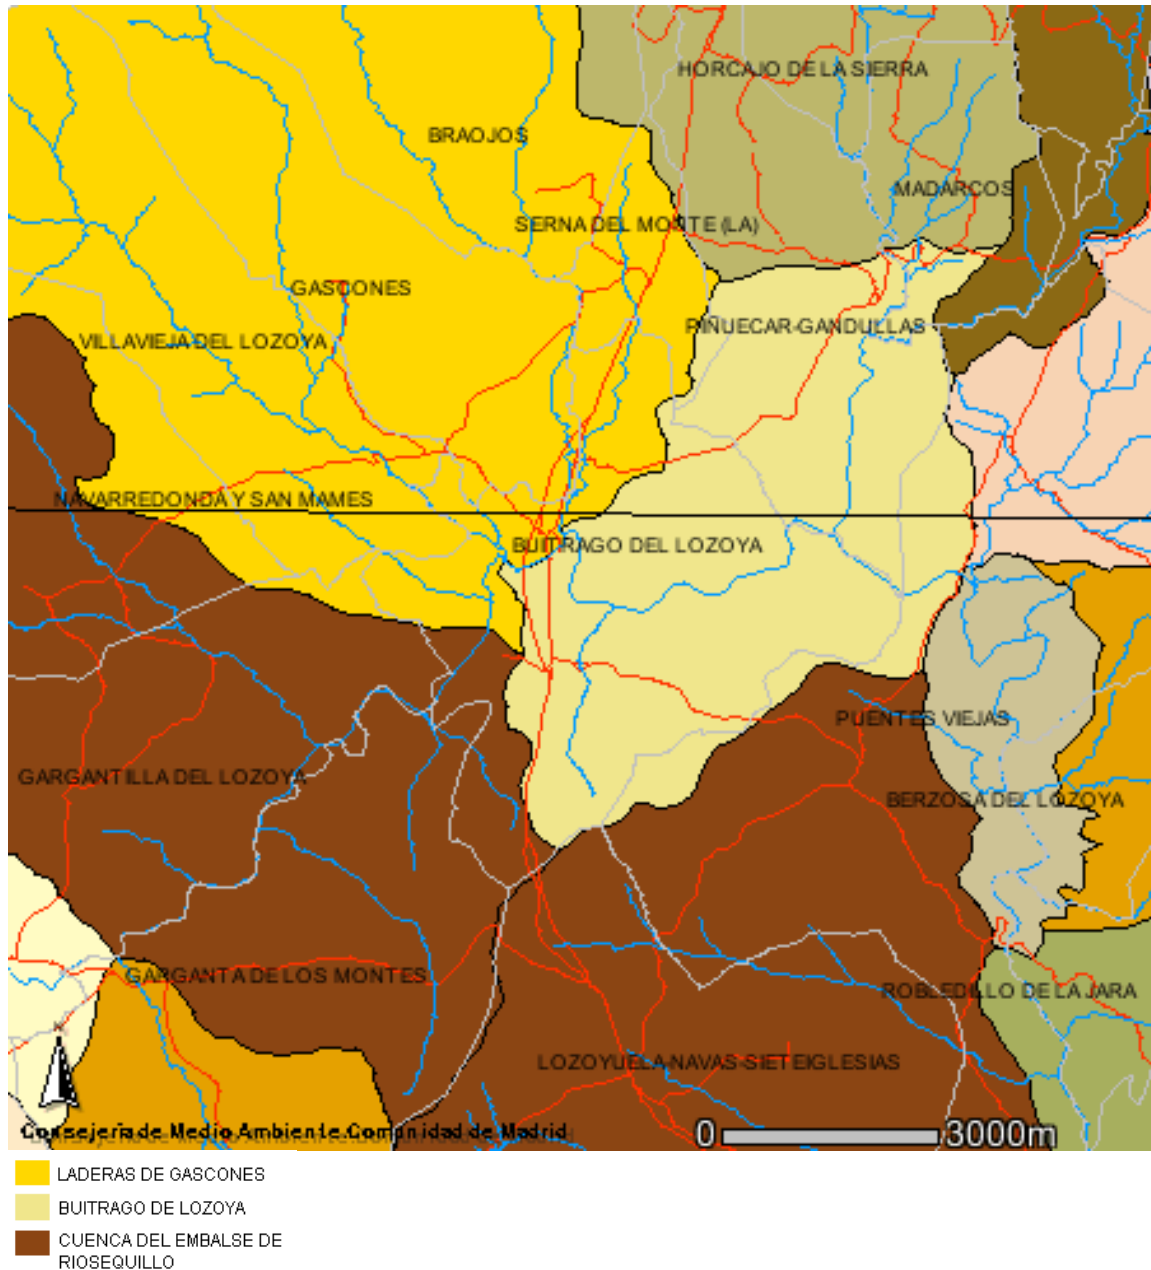 HORCAJO DE LA SIERRA
BRAOJOS
MADARCOS
SERNA DEL MONTE (LA)
GASCONES
PIÑUECAR-GANDULLAS
VILLAVIEJA DEL LOZOYA
NAVARREDONDA Y SAN MAMES
BUITRAGO DEL LOZOYA
PUENTES VIEJAS
GARGANTILLA DEL LOZOYA
BERZOSA DEL LOZOYA
GARGANTA DE LOS MONTES
ROBLEDILLO DE LA JARA
LOZOYUELA-NAVAS-SIETEIGLESIAS
N
Consejería de Medio Ambiente.Comunidad de Madrid
0 3000m
LADERAS DE GASCONES
BUITRAGO DE LOZOYA
CUENCA DEL EMBALSE DE
RIOSEQUILLO